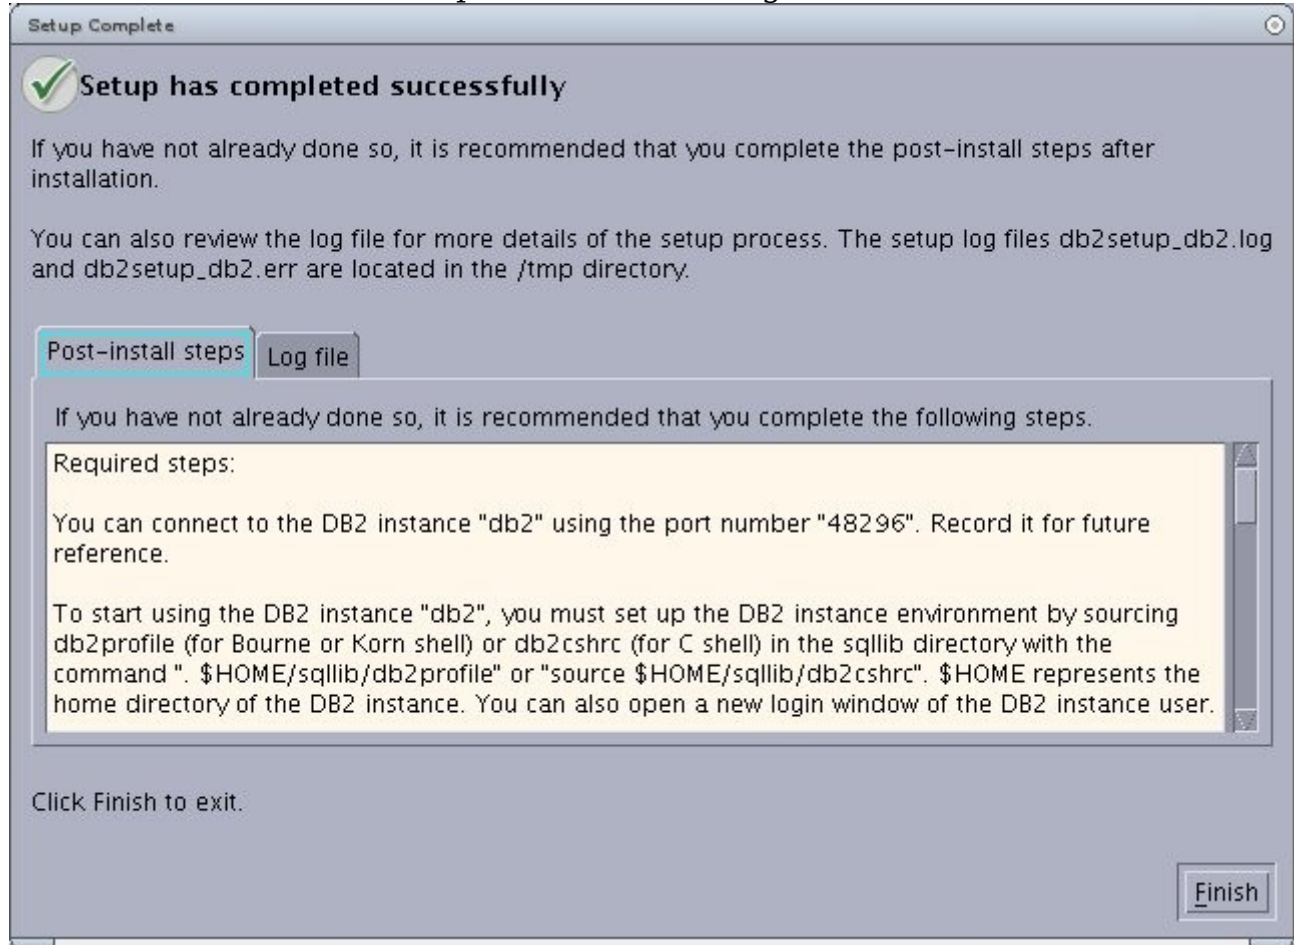 Setup Complete
Setup has completed successfully
If you have not already done so, it is recommended that you complete the post-install steps after
installation.
You can also review the log file for more details of the setup process. The setup log files db2setup_db2.log
and db2setup_db2.err are located in the /tmp directory.
Post-install steps
Log file
If you have not already done so, it is recommended that you complete the following steps.
Required steps:
You can connect to the DB2 instance "db2" using the port number "48296". Record it for future
reference.
To start using the DB2 instance "db2", you must set up the DB2 instance environment by sourcing
db2profile (for Bourne or Korn shell) or db2cshrc (for C shell) in the sqllib directory with the
command ". $HOME/sqllib/db2profile" or "source $HOME/sqllib/db2cshrc". $HOME represents the
home directory of the DB2 instance. You can also open a new login window of the DB2 instance user.
Click Finish to exit.
Finish